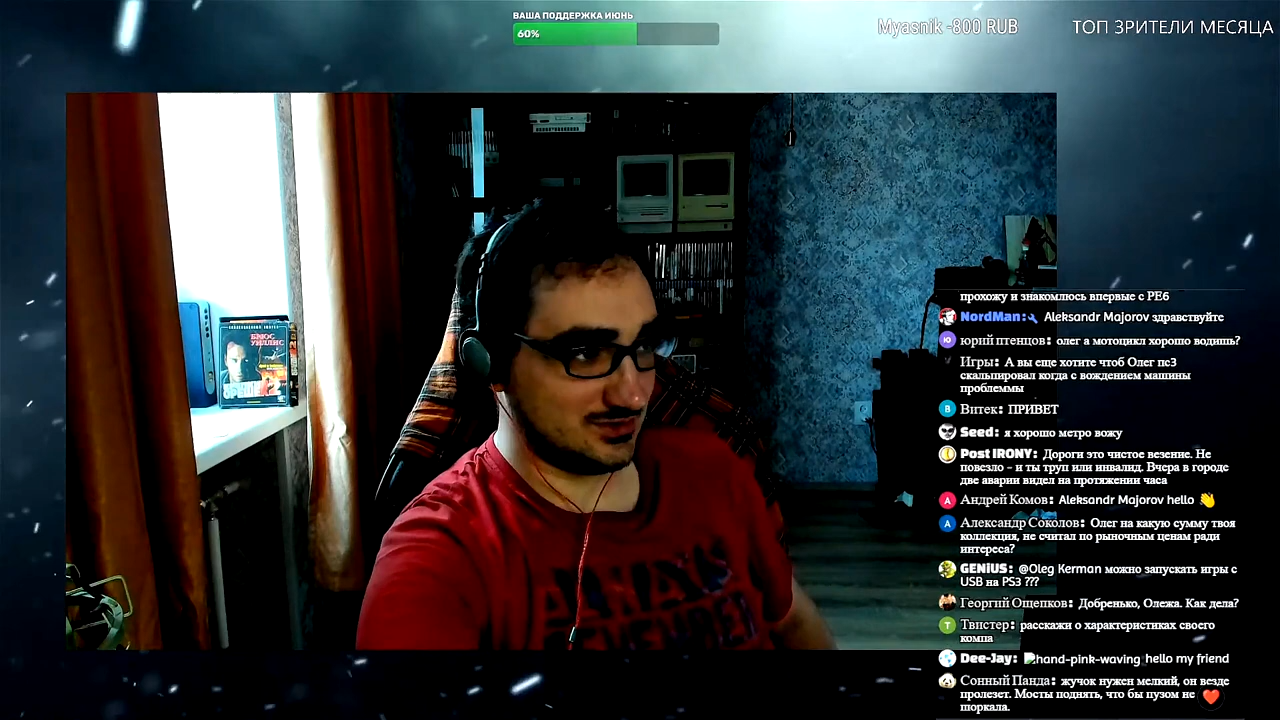 ВАША ПОДДЕРЖКА ИЮНЬ
60%
Myasnik -800 RUB
ТОП ЗРИТЕЛИ МЕСЯЦА
БРЮС
УИЛЛИС
ОРЕШЕК 2
ALWAYS
REMEMBER
прохожу и знакомлюсь впервые с РЕ6
NordMan: Aleksandr Majorov здравствуйте
юрий птенцов: олег а мотоцикл хорошо водишь?
Игры: А вы еще хотите чтоб Олег пс3
скальпировал когда с вождением машины
проблеммы
Витек: ПРИВЕТ
Seed: я хорошо метро вожу
Post IRONY: Дороги это чистое везение. Не
повезло - и ты труп или инвалид. Вчера в городе
две аварии видел на протяжении часа
Андрей Комов: Aleksandr Majorov hello 👋
Александр Соколов: Олег на какую сумму твоя
коллекция, не считал по рыночным ценам ради
интереса?
GENiUS: @Oleg Kerman можно запускать игры с
USB на PS3 ???
Георгий Ощепков: Добренько, Олежа. Как дела?
Твистер: расскажи о характеристиках своего
компа
Dee-Jay: hand-pink-waving hello my friend
Сонный Панда: жучок нужен мелкий, он везде
пролезет. Мосты поднять, что бы пузом не
шоркала.